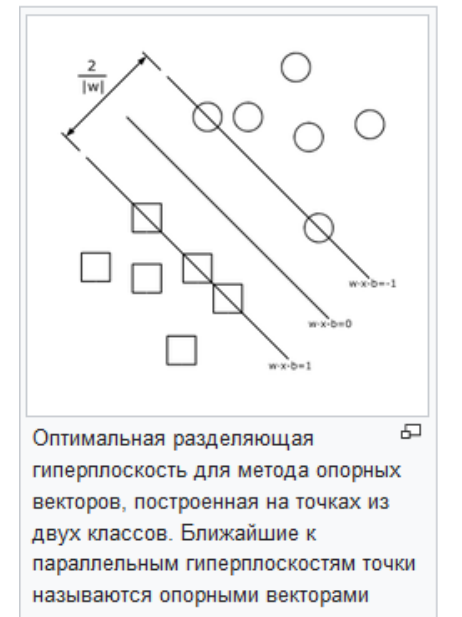 2
|w|
w·x-b=-1
w·x-b=0
w·x-b=1
Оптимальная разделяющая
гиперплоскость для метода опорных
векторов, построенная на точках из
двух классов. Ближайшие к
параллельным гиперплоскостям точки
называются опорными векторами